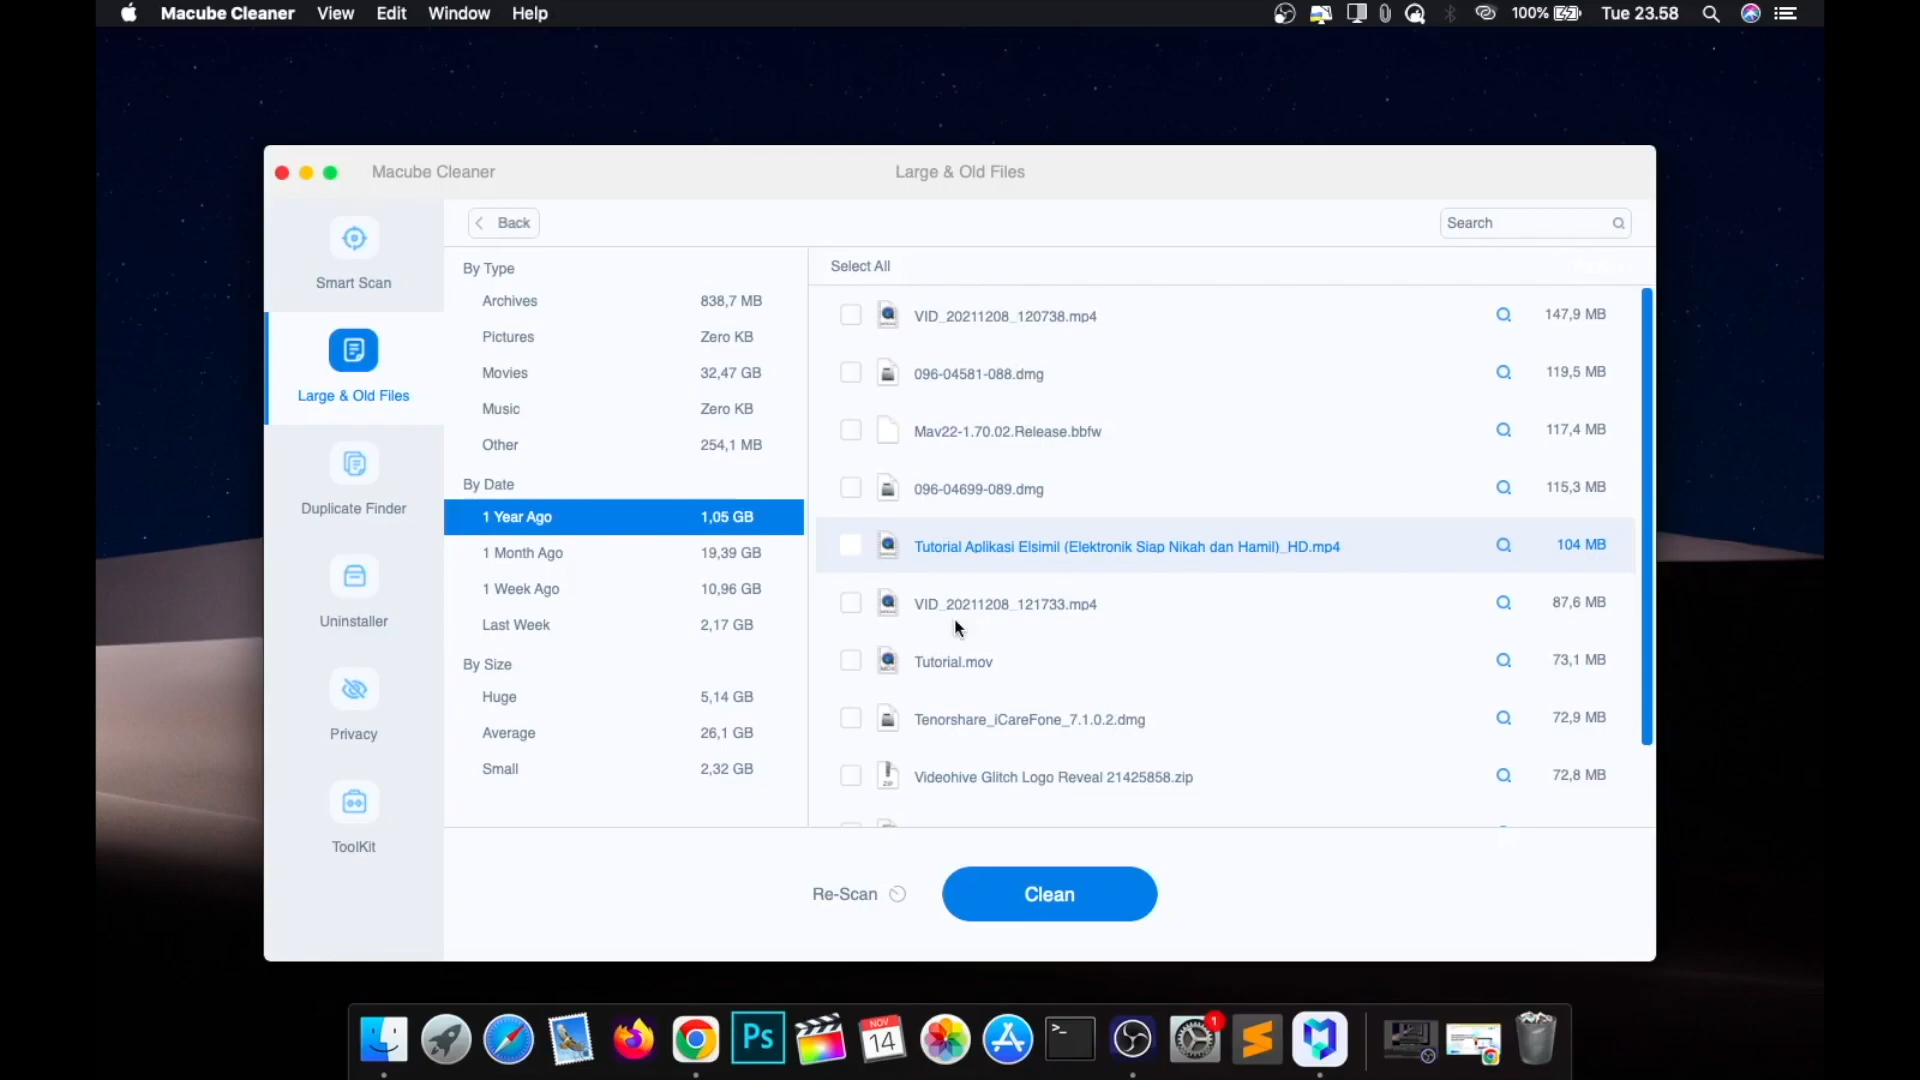 Macube Cleaner View Edit Window Help 100% Tue 23.58
Macube Cleaner Large & Old Files
Back Search
Smart Scan
Large & Old Files
Duplicate Finder
Uninstaller
Privacy
ToolKit
By Type
Archives 838,7 MB
Pictures Zero KB
Movies 32,47 GB
Music Zero KB
Other 254,1 MB
By Date
1 Year Ago 1,05 GB
1 Month Ago 19,39 GB
1 Week Ago 10,96 GB
Last Week 2,17 GB
By Size
Huge 5,14 GB
Average 26,1 GB
Small 2,32 GB
Select All
VID_20211208_120738.mp4 147,9 MB
096-04581-088.dmg 119,5 MB
Mav22-1.70.02.Release.bbfw 117,4 MB
096-04699-089.dmg 115,3 MB
Tutorial Aplikasi Elsimil (Elektronik Siap Nikah dan Hamil)_HD.mp4 104 MB
VID_20211208_121733.mp4 87,6 MB
Tutorial.mov 73,1 MB
Tenorshare_iCareFone_7.1.0.2.dmg 72,9 MB
ZIP Videohive Glitch Logo Reveal 21425858.zip 72,8 MB
Re-Scan Clean
Ps NOV 14 >_ 1